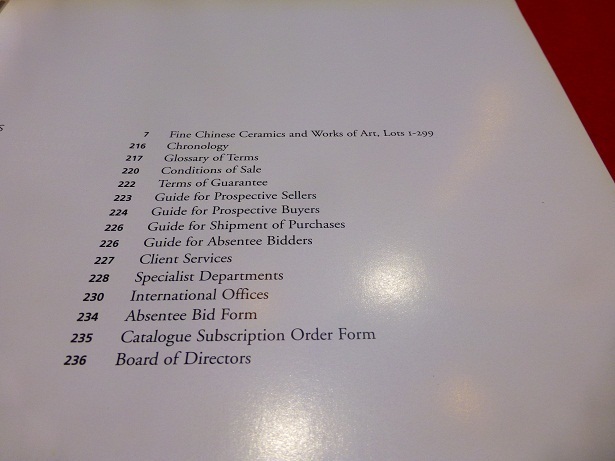 7 Fine Chinese Ceramics and Works of Art, Lots 1-299
216 Chronology
217 Glossary of Terms
220 Conditions of Sale
222 Terms of Guarantee
223 Guide for Prospective Sellers
224 Guide for Prospective Buyers
226 Guide for Shipment of Purchases
226 Guide for Absentee Bidders
227 Client Services
228 Specialist Departments
230 International Offices
234 Absentee Bid Form
235 Catalogue Subscription Order Form
236 Board of Directors